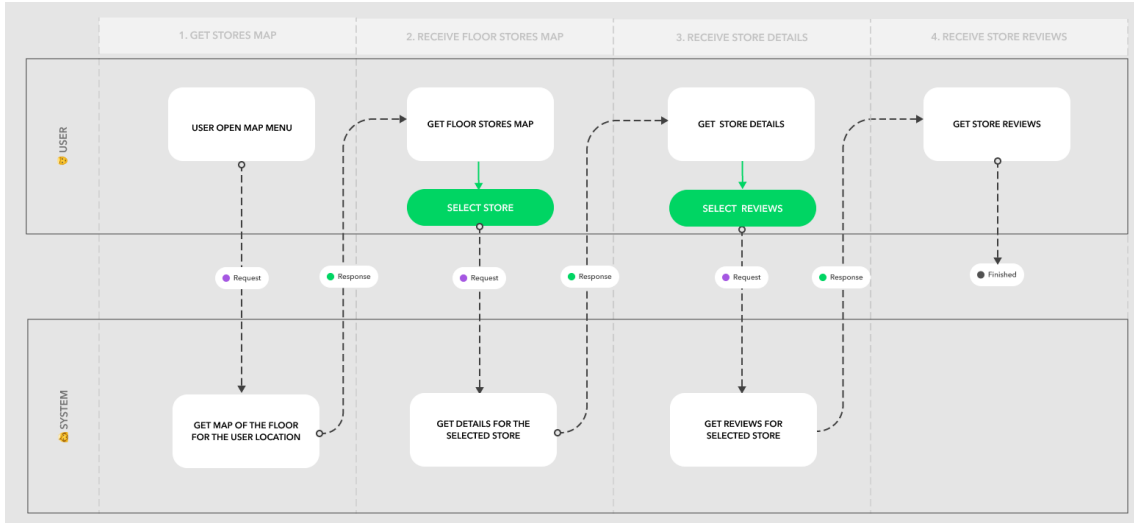 1. GET STORES MAP
2. RECEIVE FLOOR STORES MAP
3. RECEIVE STORE DETAILS
4. RECEIVE STORE REVIEWS
USER
USER OPEN MAP MENU
GET FLOOR STORES MAP
GET STORE DETAILS
GET STORE REVIEWS
SELECT STORE
SELECT REVIEWS
Request
Response
Request
Response
Request
Response
Finished
SYSTEM
GET MAP OF THE FLOOR
FOR THE USER LOCATION
GET DETAILS FOR THE
SELECTED STORE
GET REVIEWS FOR
SELECTED STORE